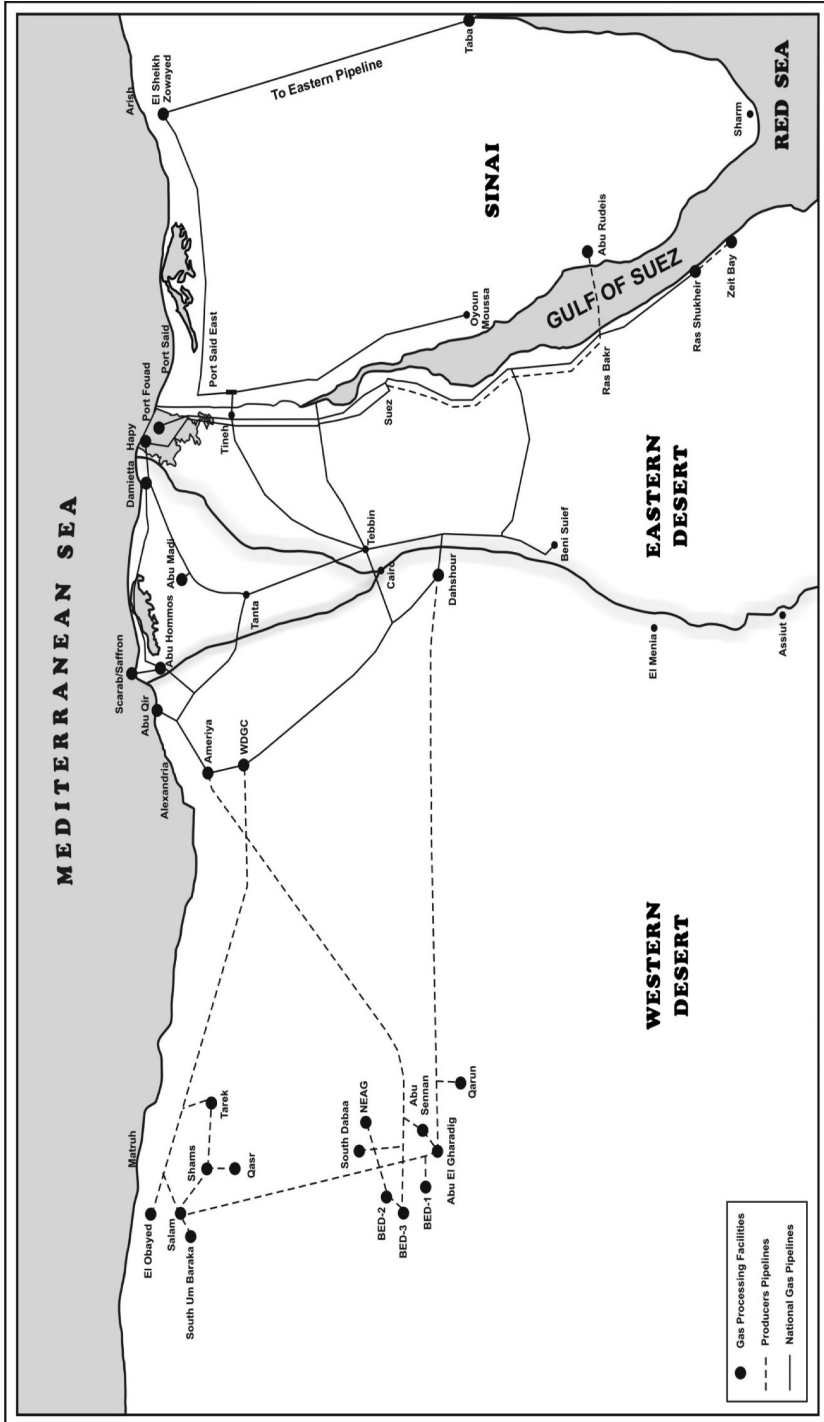 MEDITERRANEAN SEA
Matruh
El Obayed
Salam
South Um Baraka
Shams
Qasr
Tarek
NEAG
South Dabaa
BED-2
BED-3
BED-1
Abu
Sennan
Abu El Gharadig
Qarun
Alexandria
Ameriya
WDGC
Abu Qir
Scarab/Saffron
Abu Hommos
Abu Madi
Tanta
Damietta
Hapy
Port Fouad
Port Said
Port Said East
Tineh
Tebbin
Cairo
Dahshour
Beni Suief
El Menia
Assiut
Suez
Oyoun
Moussa
Arish
El Sheikh
Zowayed
To Eastern Pipeline
Taba
SINAI
Abu Rudeis
GULF OF SUEZ
Ras Bakr
Ras Shukheir
Zeit Bay
Sharm
RED SEA
WESTERN
DESERT
EASTERN
DESERT
Gas Processing Facilities
Producers Pipelines
National Gas Pipelines